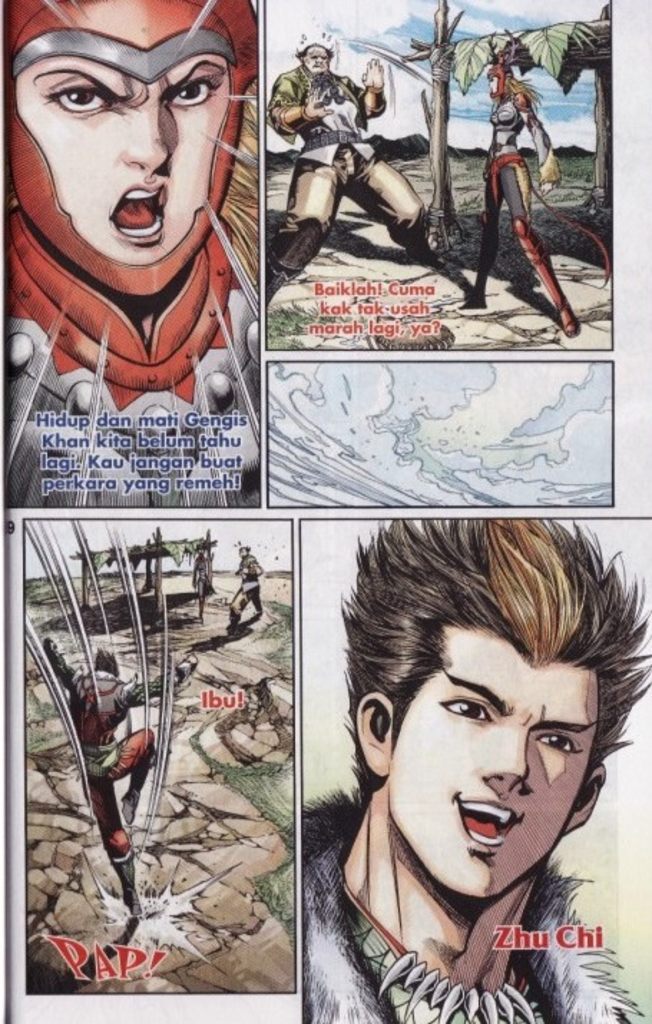 Hidup dan mati Gengis
Khan kita belum tahu
lagi. Kau jangan buat
perkara yang remeh!
Baiklah! Cuma
kak tak usah
marah lagi, ya?
9
Ibu!
PAP!
Zhu Chi